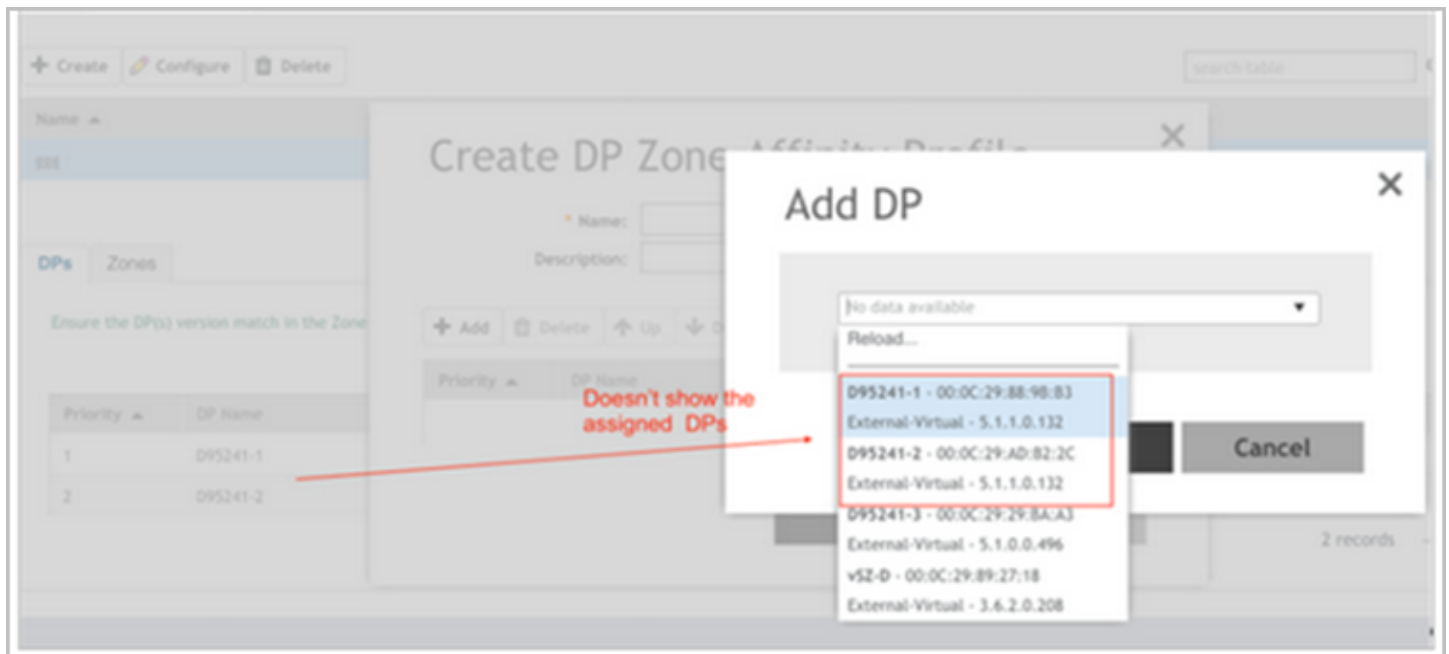 Create Configure Delete
search table
Name
Create DP Zone Affinity Profile
* Name:
Description:
DPs Zones
Ensure the DP(s) version match in the Zone
+ Add Delete Up
Priority DP Name
Priority DP Name
1 D95241-1
2 D95241-2
Doesn't show the
assigned DPs
Add DP
No data available
Reload...
D95241-1 - 00:0C:29:88:9B:B3
External-Virtual - 5.1.1.0.132
D95241-2 - 00:0C:29:AD:B2:2C
External-Virtual - 5.1.1.0.132
D95241-3 - 00:0C:29:29:BA:A3
External-Virtual - 5.1.0.0.496
vSZ-D - 00:0C:29:89:27:18
External-Virtual - 3.6.2.0.208
Cancel
2 records